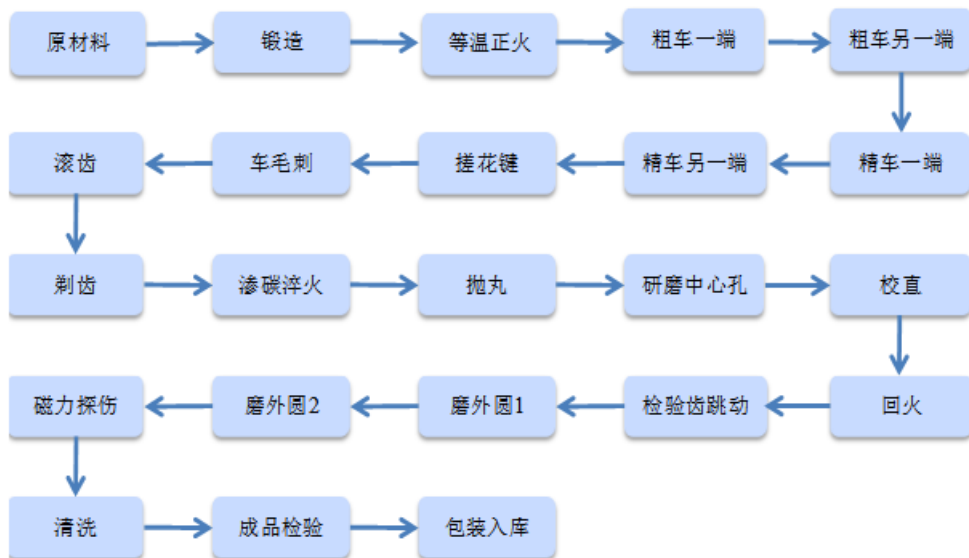 原材料
锻造
等温正火
粗车一端
粗车另一端
精车一端
精车另一端
搓花键
车毛刺
滚齿
剃齿
渗碳淬火
抛丸
研磨中心孔
校直
回火
检验齿跳动
磨外圆1
磨外圆2
磁力探伤
清洗
成品检验
包装入库